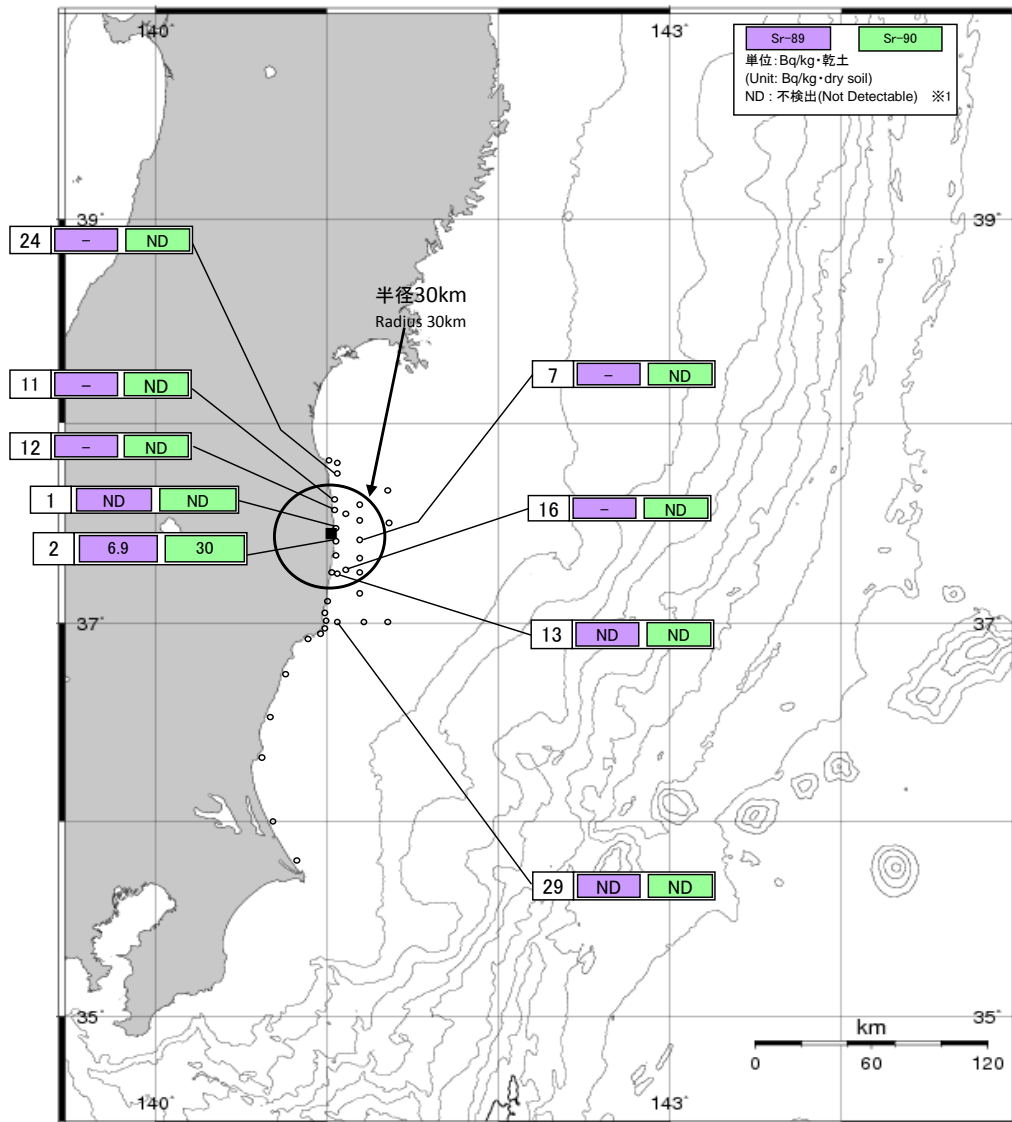 140°
143°
Sr-89
Sr-90
単位:Bq/kg・乾土
(Unit: Bq/kg・dry soil)
ND : 不検出(Not Detectable) ※1
39°
39°
24 - ND
半径30km
Radius 30km
7 - ND
11 - ND
12 - ND
1 ND ND
16 - ND
2 6.9 30
37°
37°
13 ND ND
29 ND ND
35°
35°
km
0 60 120
140°
143°